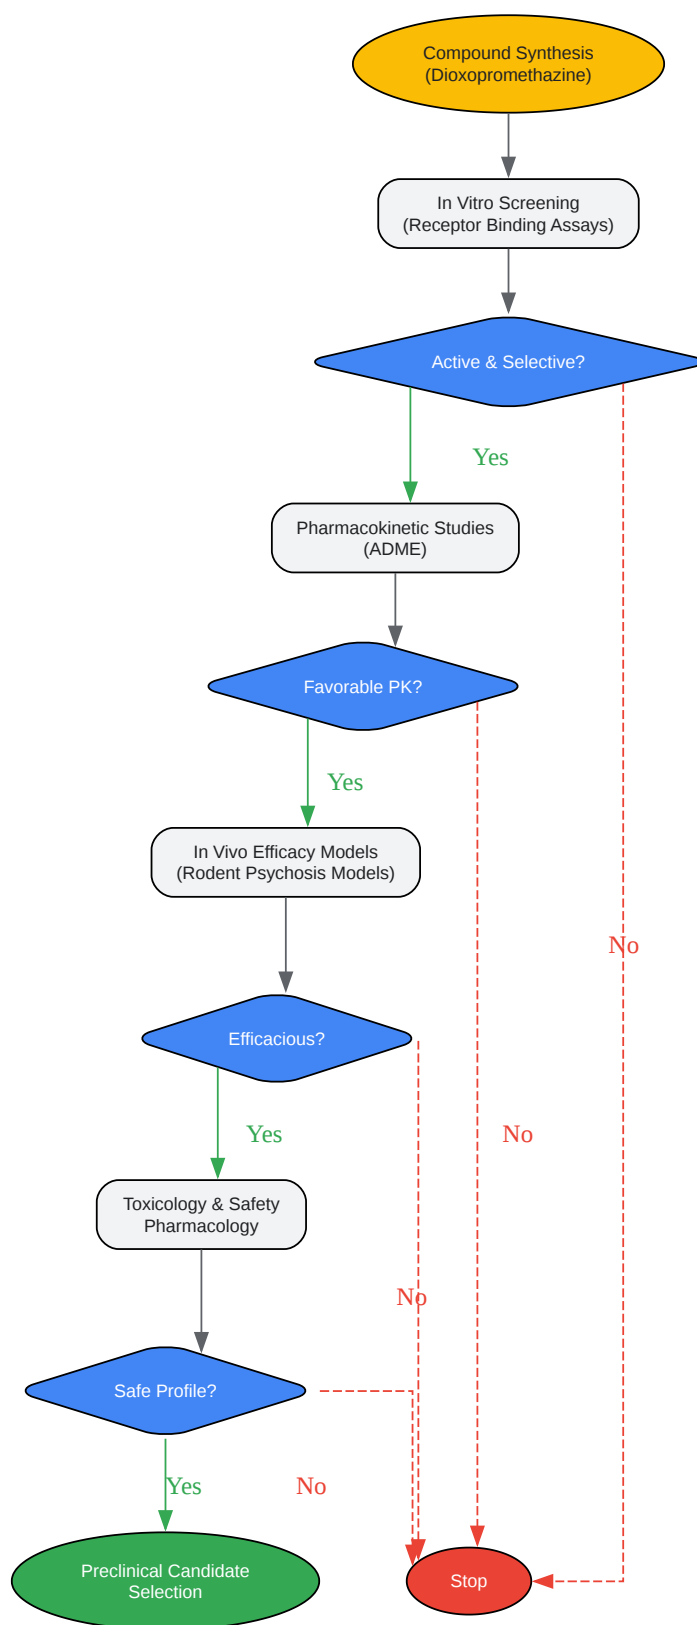 Compound Synthesis
(Dioxopromethazine)
In Vitro Screening
(Receptor Binding Assays)
Active & Selective?
Yes
Pharmacokinetic Studies
(ADME)
Favorable PK?
Yes
In Vivo Efficacy Models
(Rodent Psychosis Models)
No
Efficacious?
Yes
No
Toxicology & Safety
Pharmacology
No
Safe Profile?
Yes
No
Preclinical Candidate
Selection
Stop